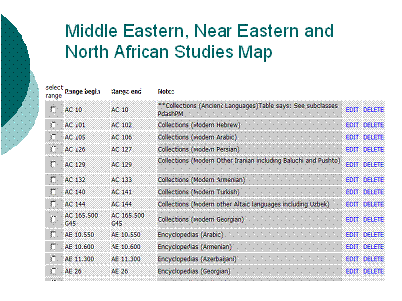 Middle Eastern, Near Eastern and
North African Studies Map
select
range
Range begin Range end Note:
AC 10 AC 10 **Collections (Ancient Languages)Table says: See subclasses
PdashPM EDIT DELETE
AC 101 AC 102 Collections (Modern Hebrew) EDIT DELETE
AC 105 AC 106 Collections (modern Arabic) EDIT DELETE
AC 126 AC 127 Collections (Modern Persian) EDIT DELETE
AC 129 AC 129 Collections (Modern Other Iranian including Baluchi and Pushto) EDIT DELETE
AC 132 AC 133 Collections (Modern Armenian) EDIT DELETE
AC 140 AC 141 Collections (Modern Turkish) EDIT DELETE
AC 144 AC 144 Collections (Modern other Altaic languages including Uzbek) EDIT DELETE
AC 165.500 AC 165.500 Collections (modern Georgian) EDIT DELETE
G45 G45
AE 10.550 AE 10.550 Encyclopedias (Arabic) EDIT DELETE
AE 10.600 AE 10.600 Encyclopedias (Armenian) EDIT DELETE
AE 11.300 AE 11.300 Encyclopedias (Azerbaijani) EDIT DELETE
AE 26 AE 26 Encyclopedias (Georgian) EDIT DELETE